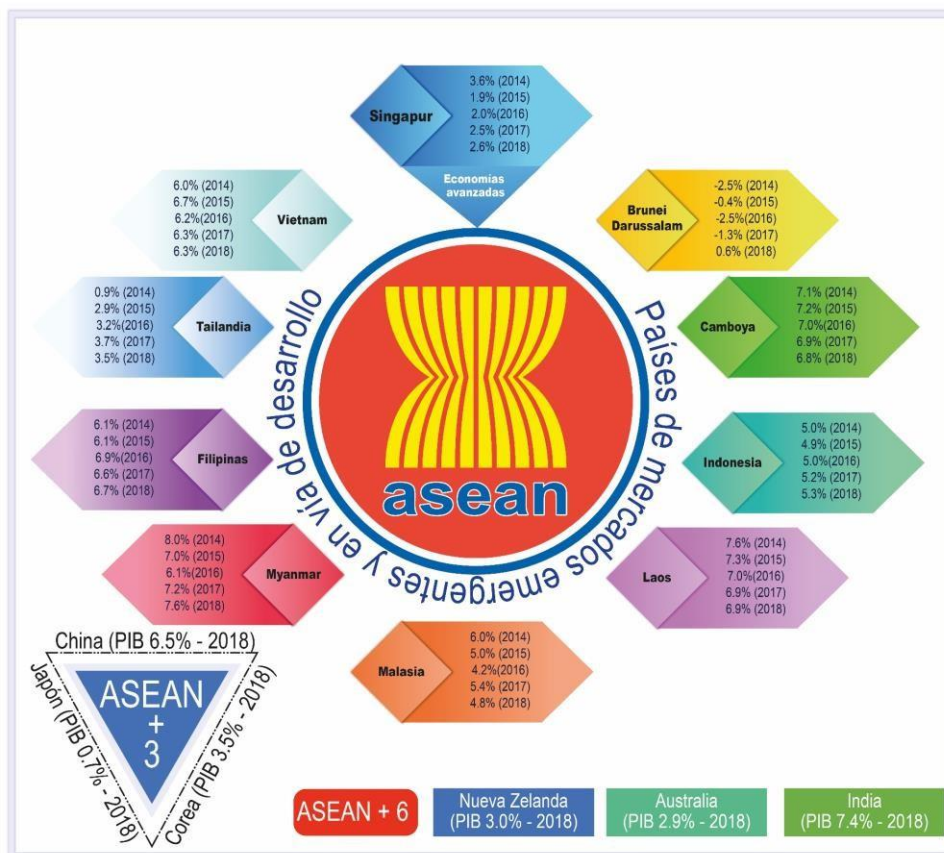 Singapur
3.6% (2014)
1.9% (2015)
2.0%(2016)
2.5% (2017)
2.6% (2018)
Economías
avanzadas
6.0% (2014)
6.7% (2015)
6.2%(2016)
6.3% (2017)
6.3% (2018)
Vietnam
Brunei
Darussalam
-2.5% (2014)
-0.4% (2015)
-2.5% (2016)
-1.3% (2017)
0.6% (2018)
0.9% (2014)
2.9% (2015)
3.2%(2016)
3.7% (2017)
3.5% (2018)
Tailandia
Camboya
7.1% (2014)
7.2% (2015)
7.0%(2016)
6.9% (2017)
6.8% (2018)
6.1% (2014)
6.1% (2015)
6.9%(2016)
6.6% (2017)
6.7% (2018)
Filipinas
Indonesia
5.0% (2014)
4.9% (2015)
5.0%(2016)
5.2% (2017)
5.3% (2018)
8.0% (2014)
7.0% (2015)
6.1%(2016)
7.2% (2017)
7.6% (2018)
Myanmar
Laos
7.6% (2014)
7.3% (2015)
7.0%(2016)
6.9% (2017)
6.9% (2018)
Malasia
6.0% (2014)
5.0% (2015)
4.2%(2016)
5.4% (2017)
4.8% (2018)
Países de mercados emergentes y en vía de desarrollo
asean
China (PIB 6.5% - 2018)
Japón (PIB 0.7% - 2018)
Corea (PIB 3.5% - 2018)
ASEAN
+
3
ASEAN + 6
Nueva Zelanda
(PIB 3.0% - 2018)
Australia
(PIB 2.9% - 2018)
India
(PIB 7.4% - 2018)